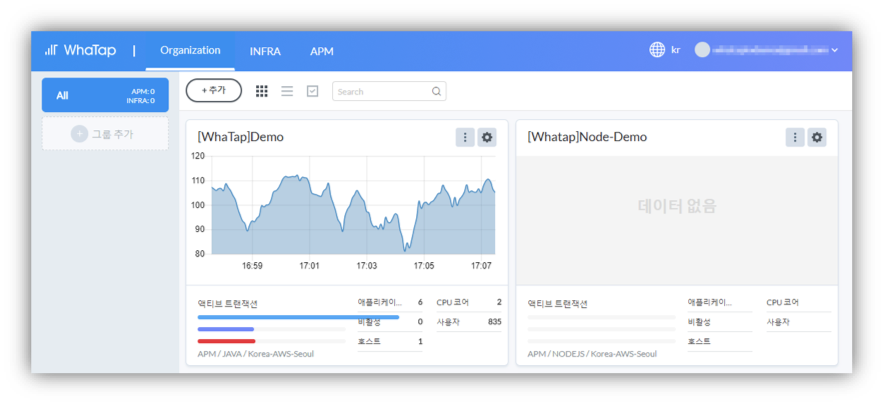 WhaTap | Organization INFRA APM kr
All APM: 0
INFRA: 0
+ 추가 Search
+ 그룹 추가
[WhaTap]Demo
120
110
100
90
80
16:59 17:01 17:03 17:05 17:07
액티브 트랜잭션
애플리케이... 6 CPU 코어 2
비활성 0 사용자 835
호스트 1
APM / JAVA / Korea-AWS-Seoul
[Whatap]Node-Demo
데이터 없음
액티브 트랜잭션
애플리케이... CPU 코어
비활성 사용자
호스트
APM / NODEJS / Korea-AWS-Seoul